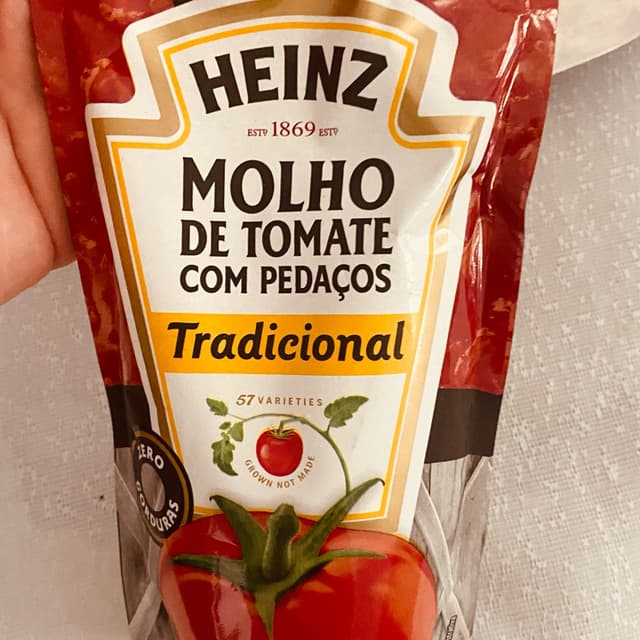 HEINZ
ESTD 1869 ESTD
MOLHO
DE TOMATE
COM PEDAÇOS
Tradicional
57 VARIETIES
GROWN NOT MADE
ZERO
GORDURAS